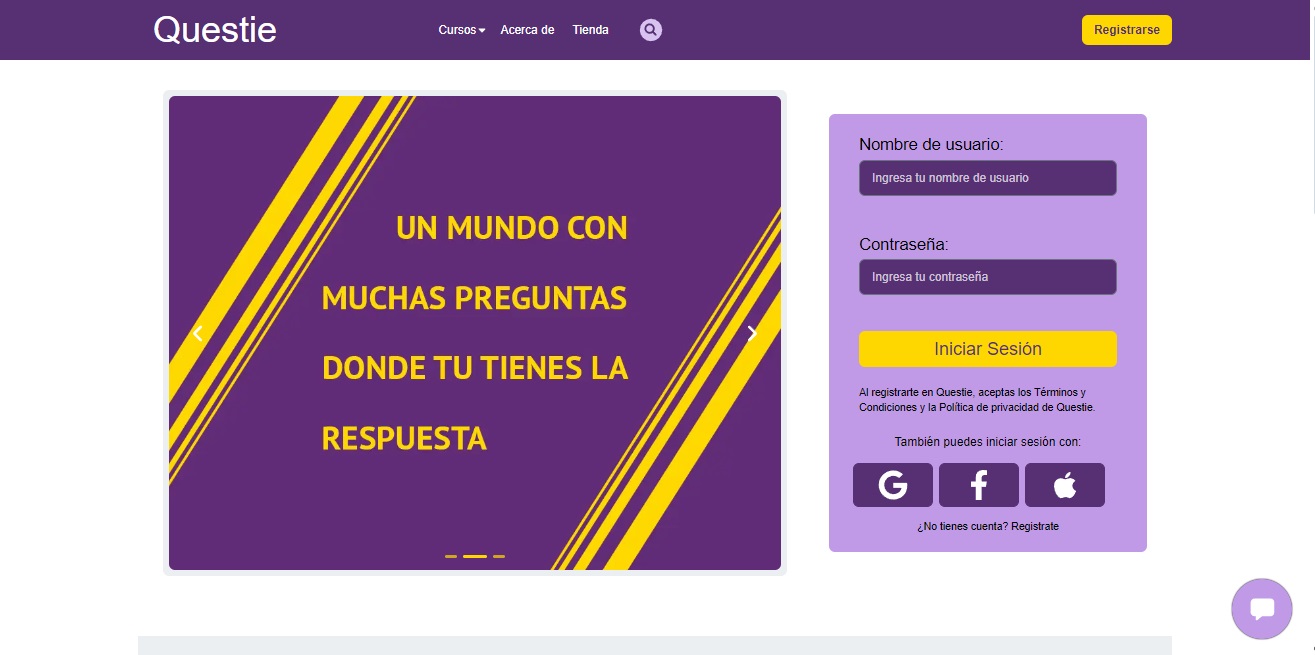 Questie
Cursos
Acerca de
Tienda
Registrarse
UN MUNDO CON
MUCHAS PREGUNTAS
DONDE TU TIENES LA
RESPUESTA
Nombre de usuario:
Ingresa tu nombre de usuario
Contraseña:
Ingresa tu contraseña
Iniciar Sesión
Al registrarte en Questie, aceptas los Términos y
Condiciones y la Política de privacidad de Questie.
También puedes iniciar sesión con:
¿No tienes cuenta? Registrate